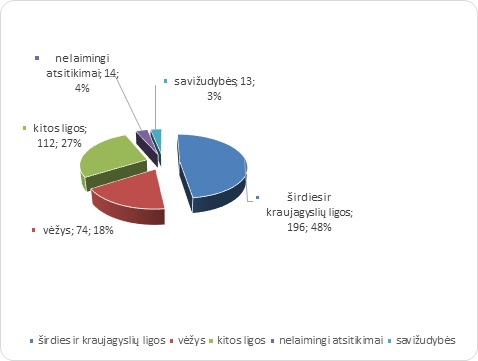 nelaimingi
atsitikimai; 14;
4%
savižudybės; 13;
3%
kitos ligos;
112; 27%
širdies ir
kraujagyslių ligos;
196; 48%
vėžys; 74; 18%
širdies ir kraujagyslių ligos vėžys kitos ligos nelaimingi atsitikimai savižudybės